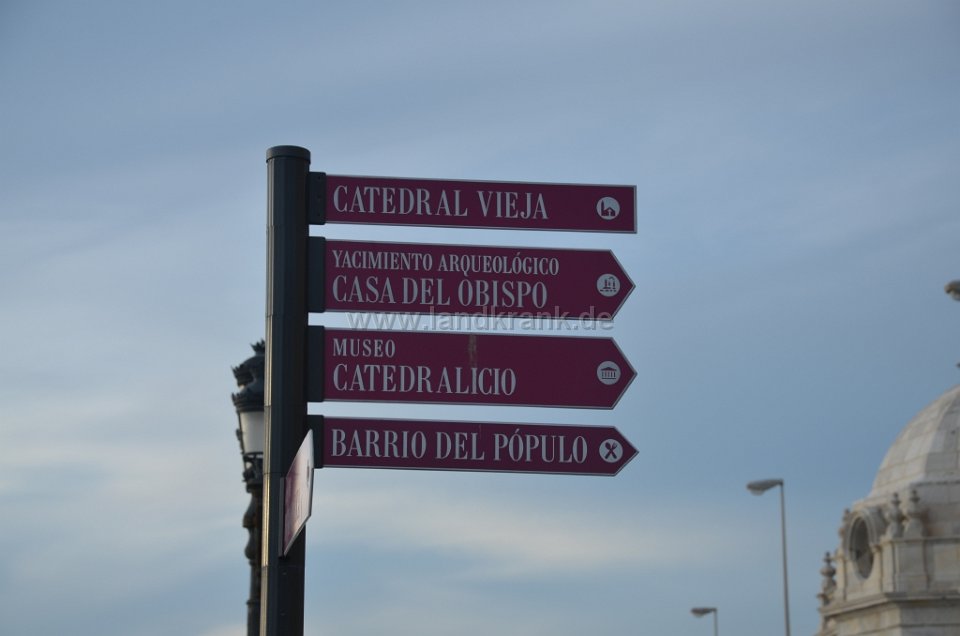 CATEDRAL VIEJA
YACIMIENTO ARQUEOLÓGICO
CASA DEL OBISPO
www.landkrank.de
MUSEO
CATEDRALICIO
BARRIO DEL PÓPULO